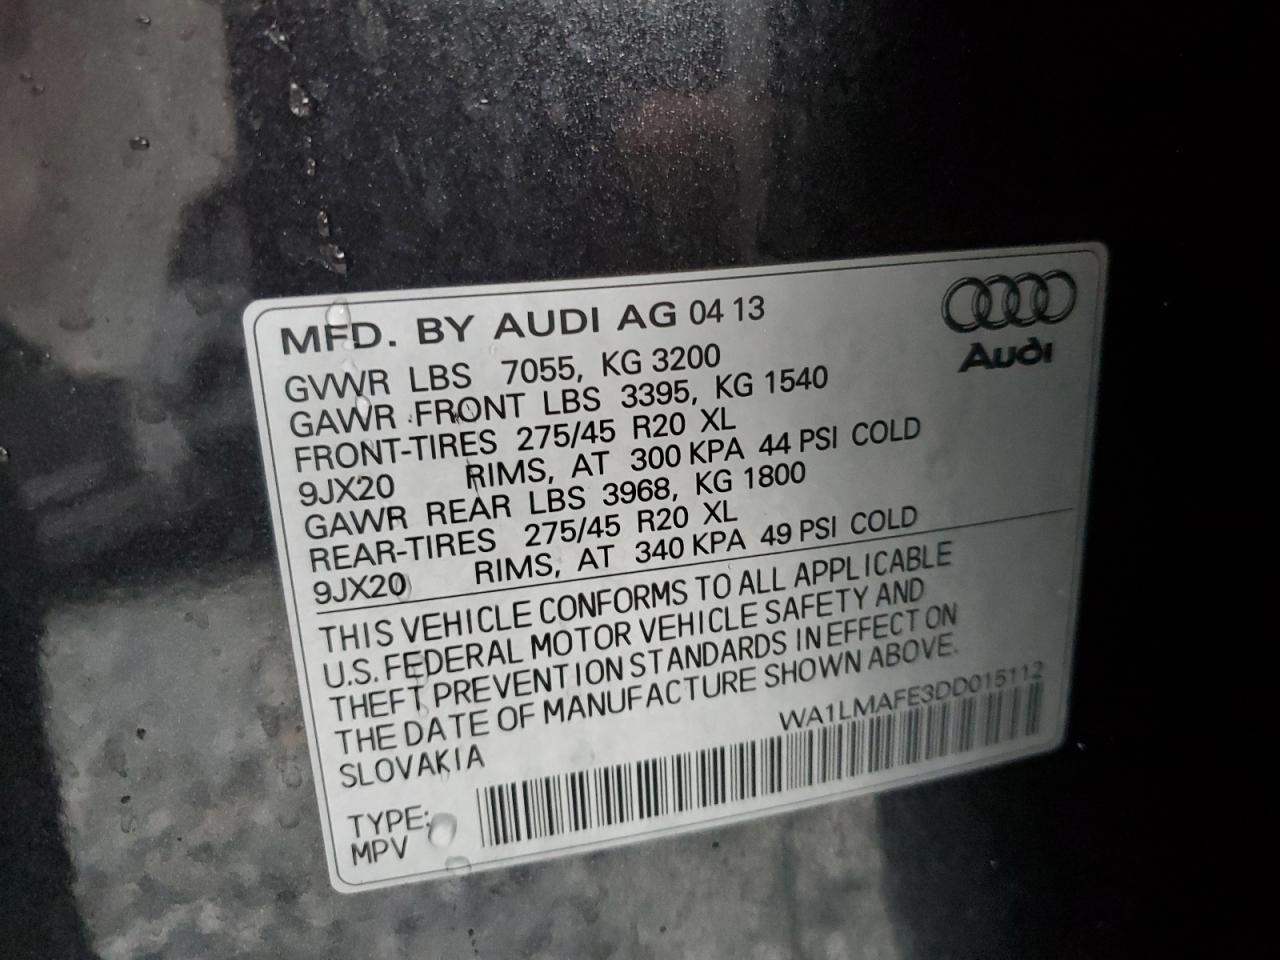 MFD. BY AUDI AG 04 13
Audi
GVWR LBS 7055, KG 3200
GAWR FRONT LBS 3395, KG 1540
FRONT-TIRES 275/45 R20 XL
9JX20 RIMS, AT 300 KPA 44 PSI COLD
GAWR REAR LBS 3968, KG 1800
REAR-TIRES 275/45 R20 XL
9JX20 RIMS, AT 340 KPA 49 PSI COLD
THIS VEHICLE CONFORMS TO ALL APPLICABLE
U.S. FEDERAL MOTOR VEHICLE SAFETY AND
THEFT PREVENTION STANDARDS IN EFFECT ON
THE DATE OF MANUFACTURE SHOWN ABOVE.
SLOVAKIA
WA1LMAFE3DD015112
TYPE:
MPV